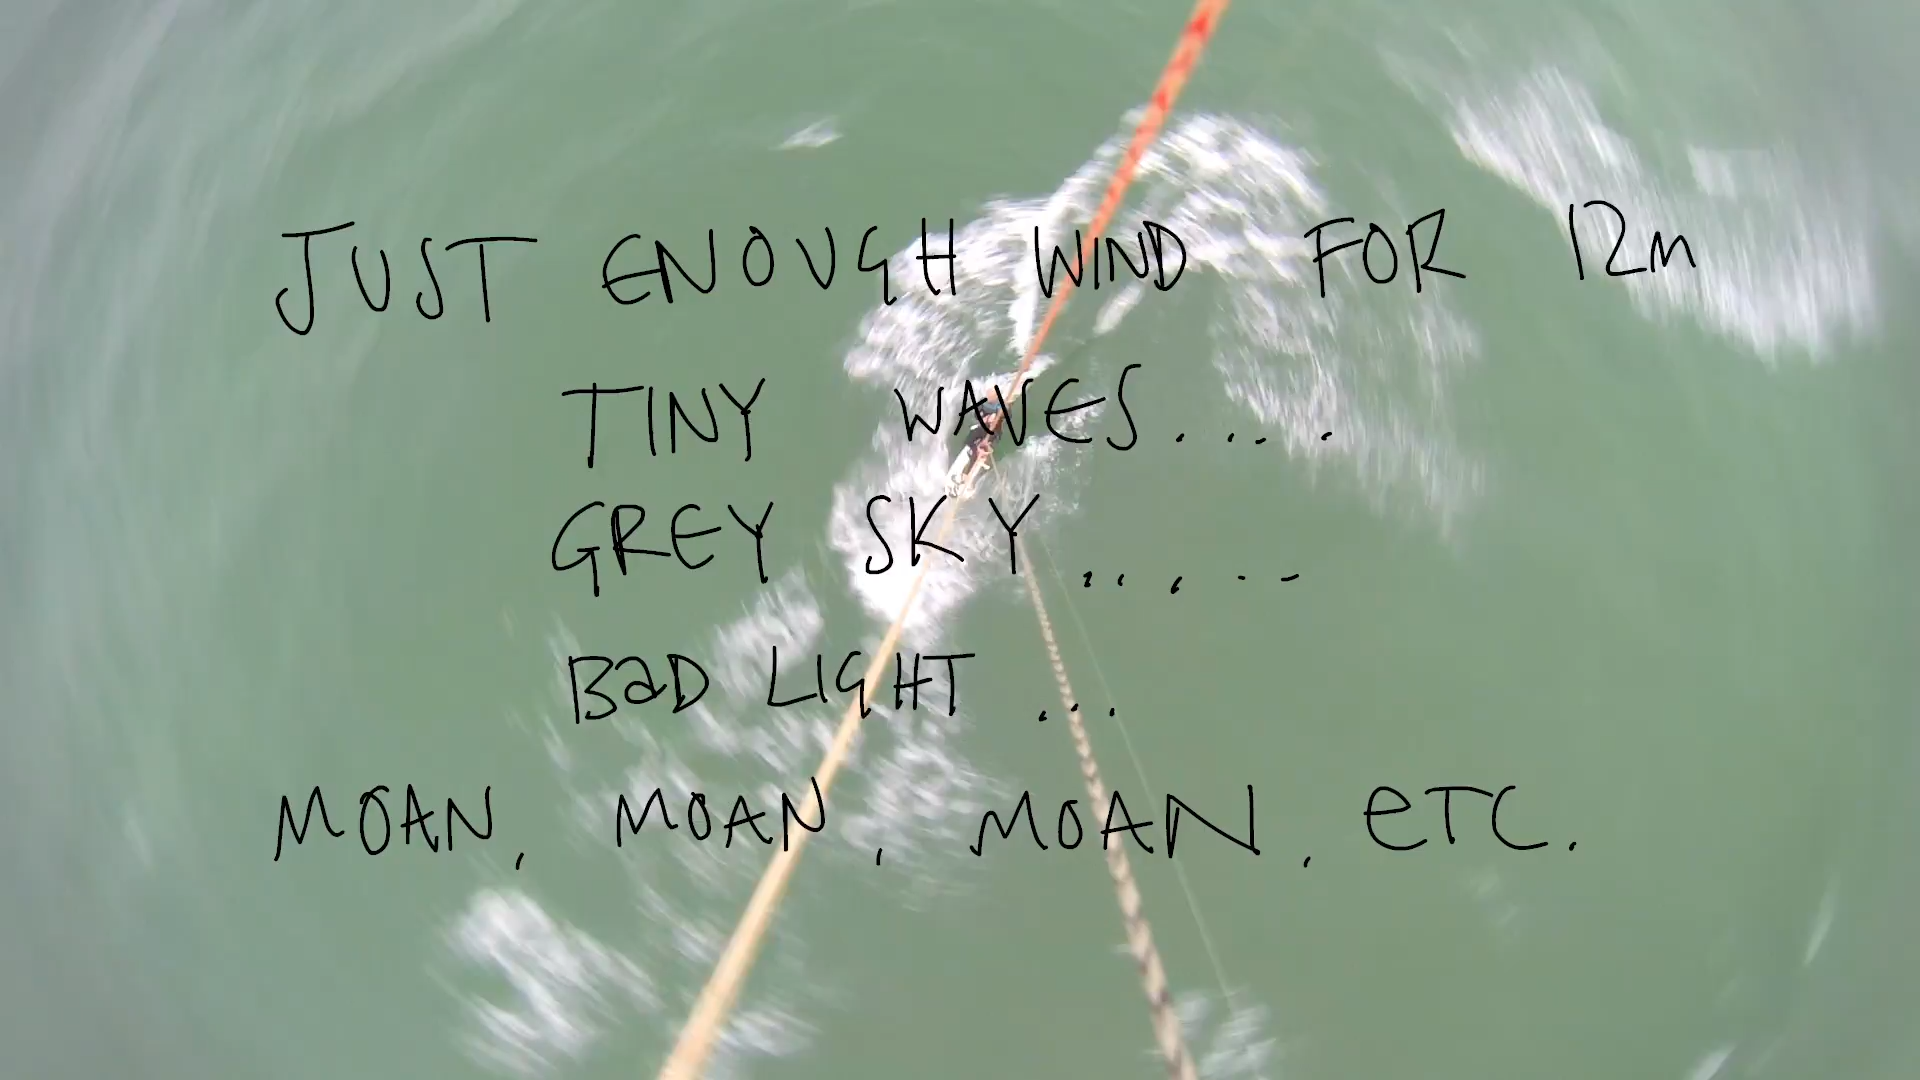 JUST ENOUGH WIND FOR 12m
TINY WAVES....
GREY SKY......
BaD LIGHT ...
MOAN, MOAN, MOAN, eTC.